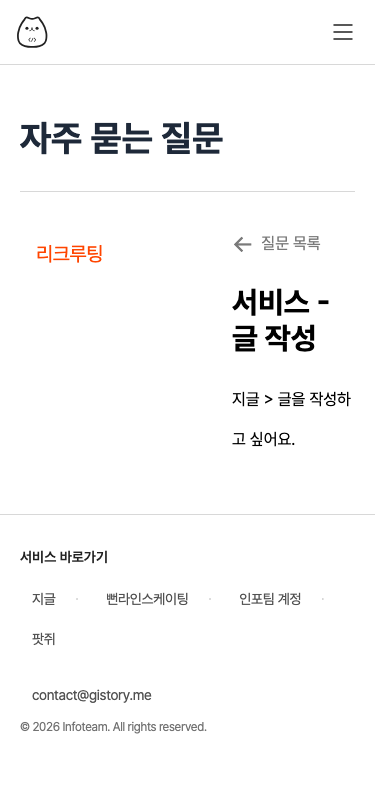 자주 묻는 질문
리크루팅
질문 목록
서비스 -
글 작성
지글 > 글을 작성하
고 싶어요.
서비스 바로가기
지글 · 뻔라인스케이팅 · 인포팀 계정 ·
팟쥐
contact@gistory.me
© 2026 Infoteam. All rights reserved.